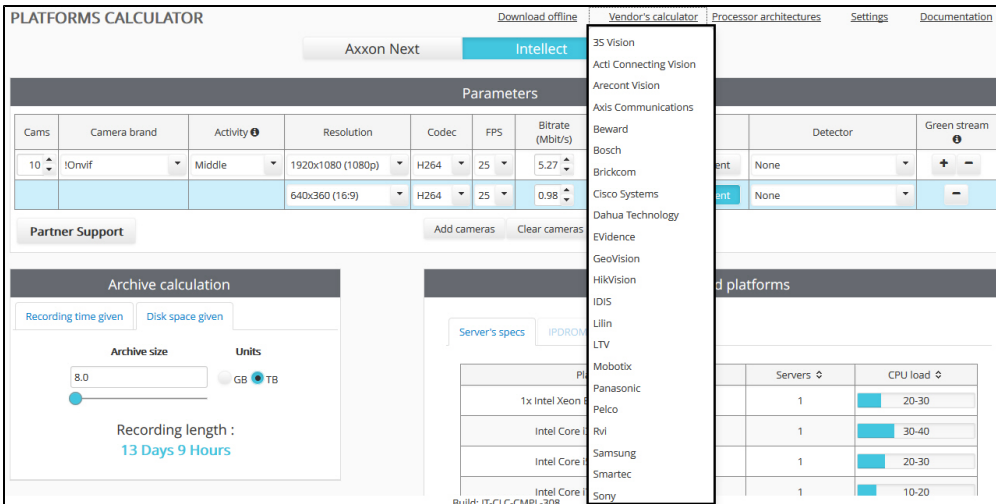 PLATFORMS CALCULATOR
Download offline Vendor's calculator Processor architectures Settings Documentation
Axxon Next Intellect
Parameters
Cams Camera brand Activity Resolution Codec FPS Bitrate (Mbit/s) Detector Green stream
10 !Onvif Middle 1920x1080 (1080p) H264 25 5.27 None + −
640x360 (16:9) H264 25 0.98 None −
Partner Support Add cameras Clear cameras
3S Vision
Acti Connecting Vision
Arecont Vision
Axis Communications
Beward
Bosch
Brickcom
Cisco Systems
Dahua Technology
EVidence
GeoVision
HikVision
IDIS
Lilin
LTV
Mobotix
Panasonic
Pelco
Rvi
Samsung
Smartec
Sony
Archive calculation
Recording time given Disk space given
Archive size Units
8.0 GB TB
Recording length :
13 Days 9 Hours
d platforms
Server's specs IPDROM
Pl Servers CPU load
1x Intel Xeon E 1 20-30
Intel Core i 1 30-40
Intel Core i 1 20-30
Intel Core i 1 10-20